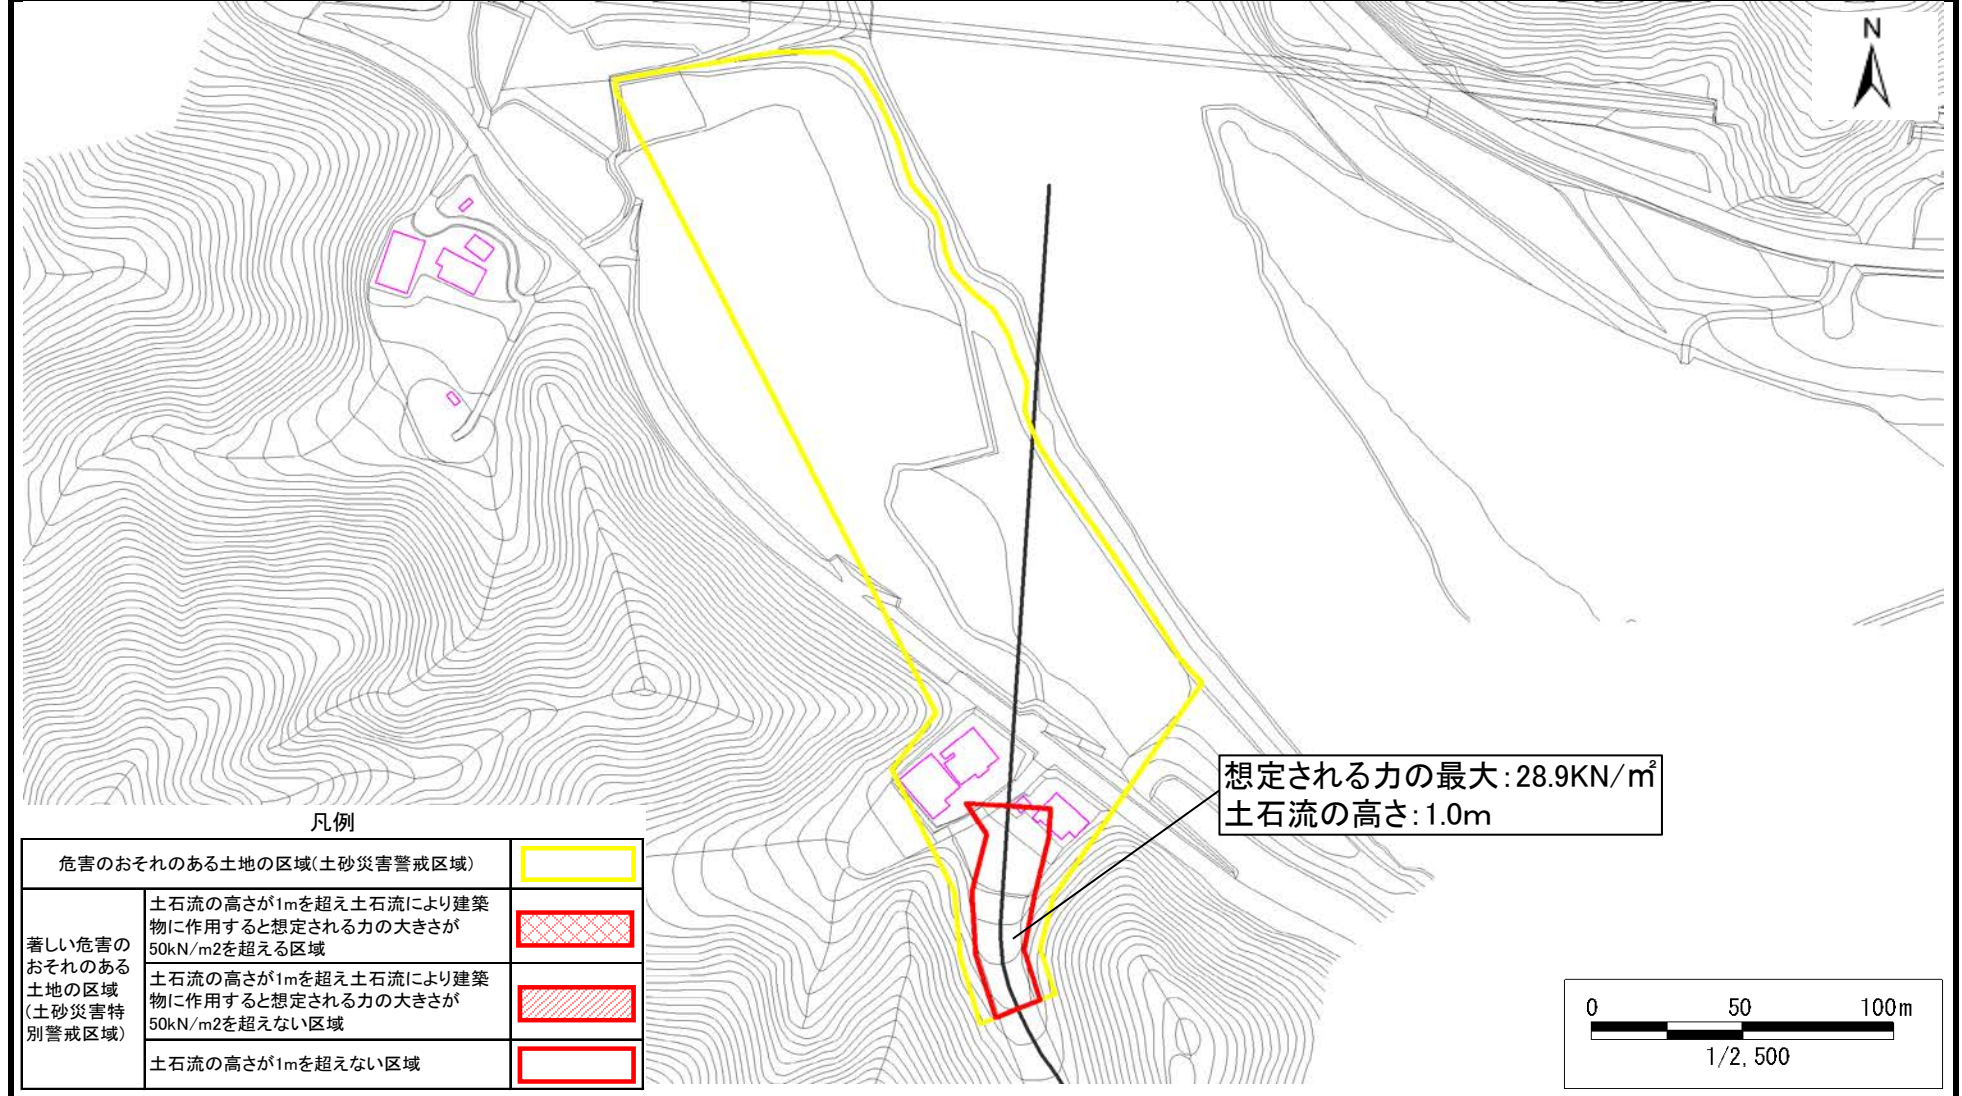 N
想定される力の最大:28.9KN/㎡
土石流の高さ:1.0m
凡例
危害のおそれのある土地の区域(土砂災害警戒区域)
著しい危害の
おそれのある
土地の区域
(土砂災害特
別警戒区域)
土石流の高さが1mを超え土石流により建築
物に作用すると想定される力の大きさが
50kN/m2を超える区域
土石流の高さが1mを超え土石流により建築
物に作用すると想定される力の大きさが
50kN/m2を超えない区域
土石流の高さが1mを超えない区域
0 50 100m
1/2,500